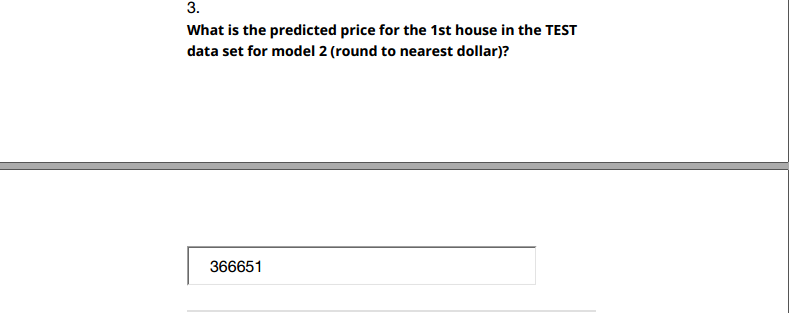 3.
What is the predicted price for the 1st house in the TEST
data set for model 2 (round to nearest dollar)?
366651